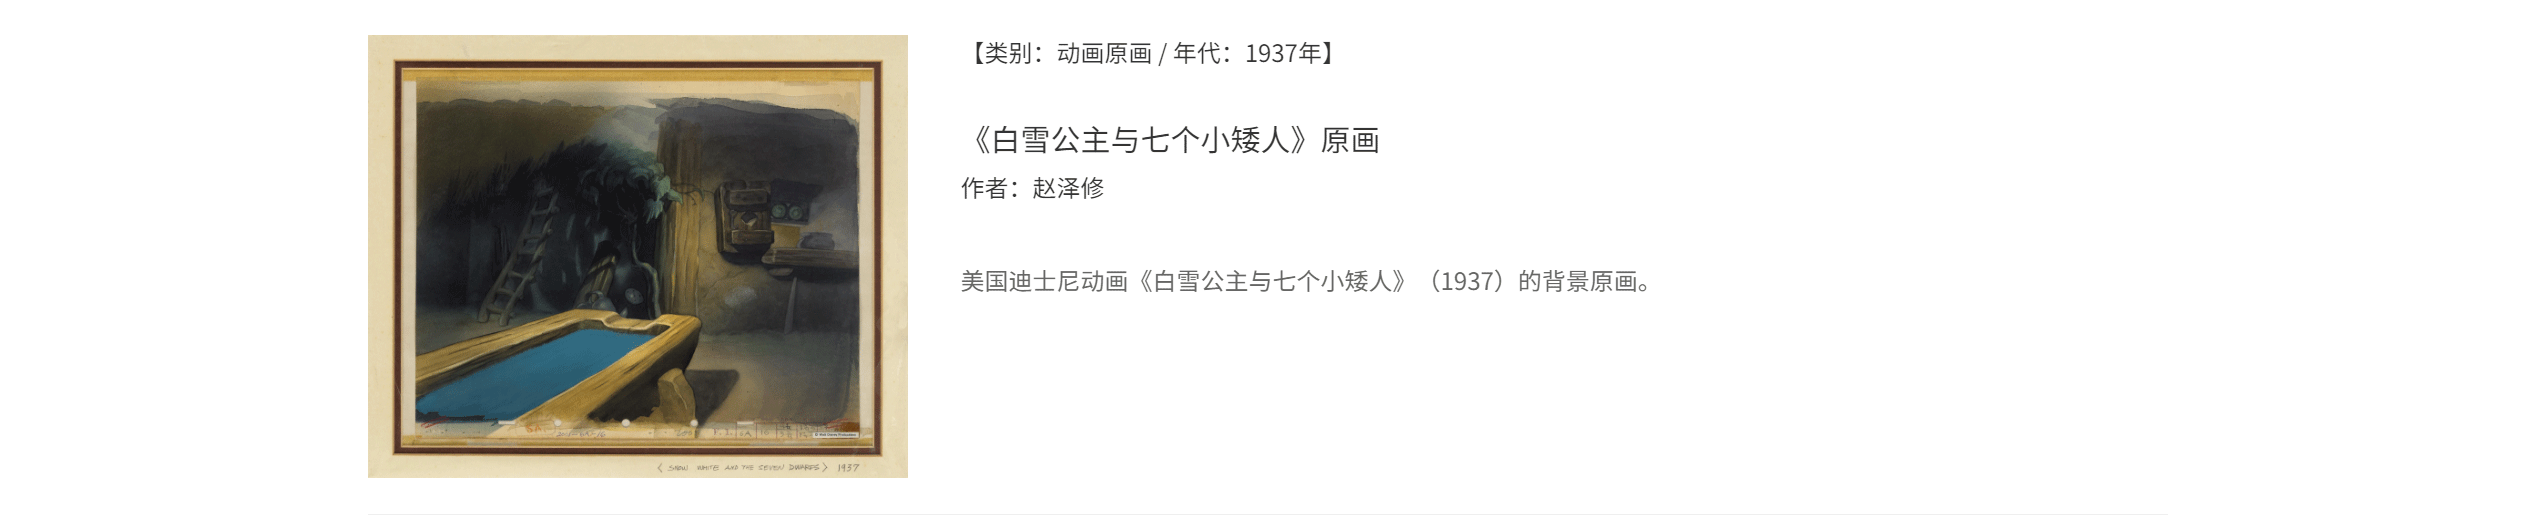 【类别：动画原画 / 年代：1937年】
《白雪公主与七个小矮人》原画
作者：赵泽修
美国迪士尼动画《白雪公主与七个小矮人》（1937）的背景原画。
< SNOW WHITE AND THE SEVEN DWARFS > 1937